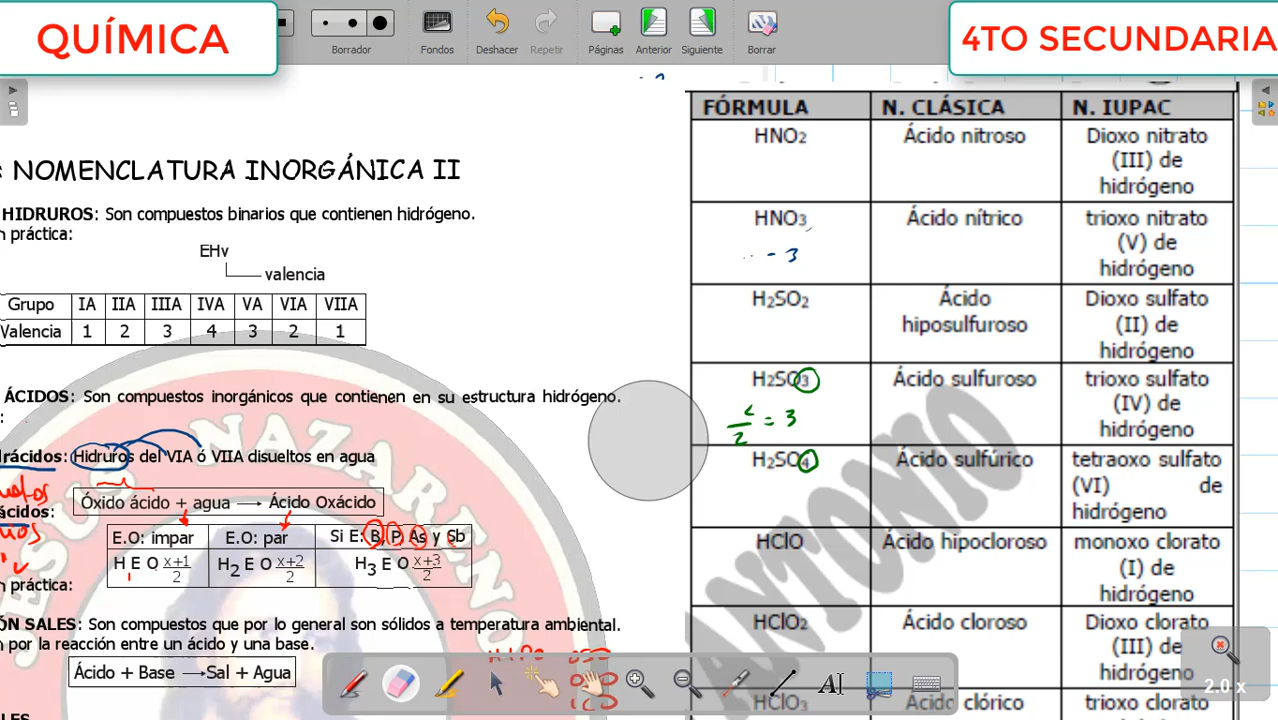 QUÍMICA
4TO SECUNDARIA
Borrador
Fondos
Deshacer
Repetir
Páginas
Anterior
Siguiente
Borrar
: NOMENCLATURA INORGÁNICA II
HIDRUROS: Son compuestos binarios que contienen hidrógeno.
n práctica:
EHv
valencia
Grupo IA IIA IIIA IVA VA VIA VIIA
Valencia 1 2 3 4 3 2 1
ÁCIDOS: Son compuestos inorgánicos que contienen en su estructura hidrógeno.
:
drácidos: Hidruros del VIA ó VIIA disueltos en agua
Óxido ácido + agua → Ácido Oxácido
ácidos:
E.O: impar E.O: par Si E: B, P, As y Sb
H E O x+1/2 H2 E O x+2/2 H3 E O x+3/2
n práctica:
ÓN SALES: Son compuestos que por lo general son sólidos a temperatura ambiental.
n por la reacción entre un ácido y una base.
Ácido + Base → Sal + Agua
FÓRMULA N. CLÁSICA N. IUPAC
HNO2 Ácido nitroso Dioxo nitrato
(III) de
hidrógeno
HNO3 Ácido nítrico trioxo nitrato
- 3 (V) de
hidrógeno
H2SO2 Ácido Dioxo sulfato
hiposulfuroso (II) de
hidrógeno
H2SO3 Ácido sulfuroso trioxo sulfato
(IV) de
= 3
2
hidrógeno
H2SO4 Ácido sulfúrico tetraoxo sulfato
(VI) de
hidrógeno
HClO Ácido hipocloroso monoxo clorato
(I) de
hidrógeno
HClO2 Ácido cloroso Dioxo clorato
(III) de
hidrógeno
HClO3 Ácido clórico trioxo clorato
JESUS NAZARENO
ANTONIO
2.0 x